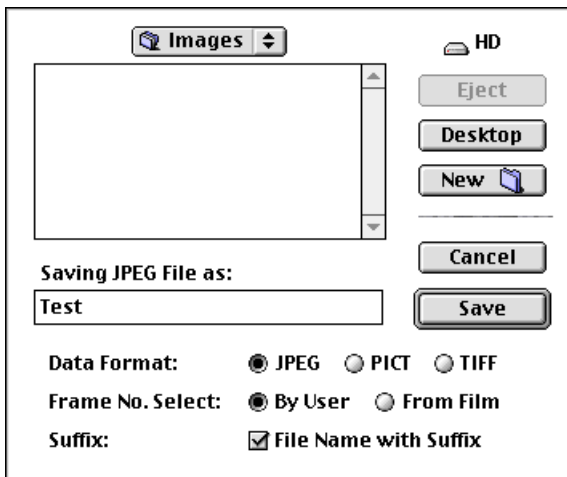 Images
HD
Eject
Desktop
New
Cancel
Saving JPEG File as:
Test
Save
Data Format: JPEG PICT TIFF
Frame No. Select: By User From Film
Suffix: File Name with Suffix